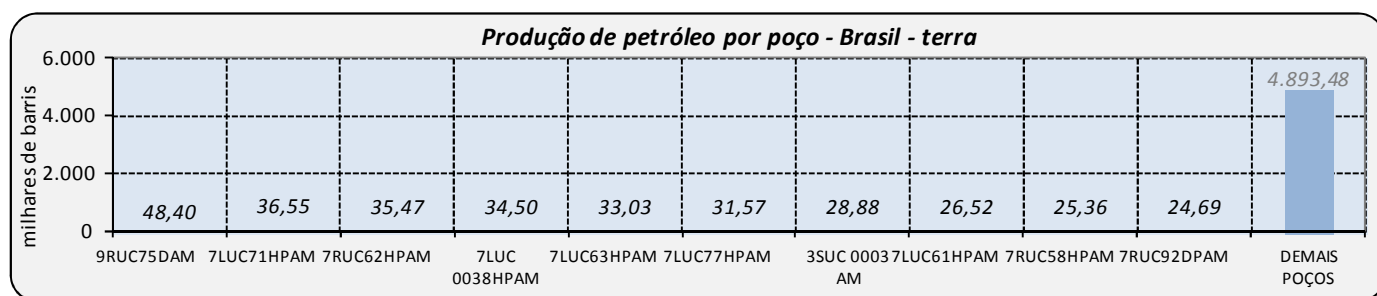 Produção de petróleo por poço - Brasil - terra
milhares de barris
6.000
4.000
2.000
0
48,40
36,55
35,47
34,50
33,03
31,57
28,88
26,52
25,36
24,69
4.893,48
9RUC75DAM
7LUC71HPAM
7RUC62HPAM
7LUC
0038HPAM
7LUC63HPAM
7LUC77HPAM
3SUC 0003
AM
7LUC61HPAM
7RUC58HPAM
7RUC92DPAM
DEMAIS
POÇOS